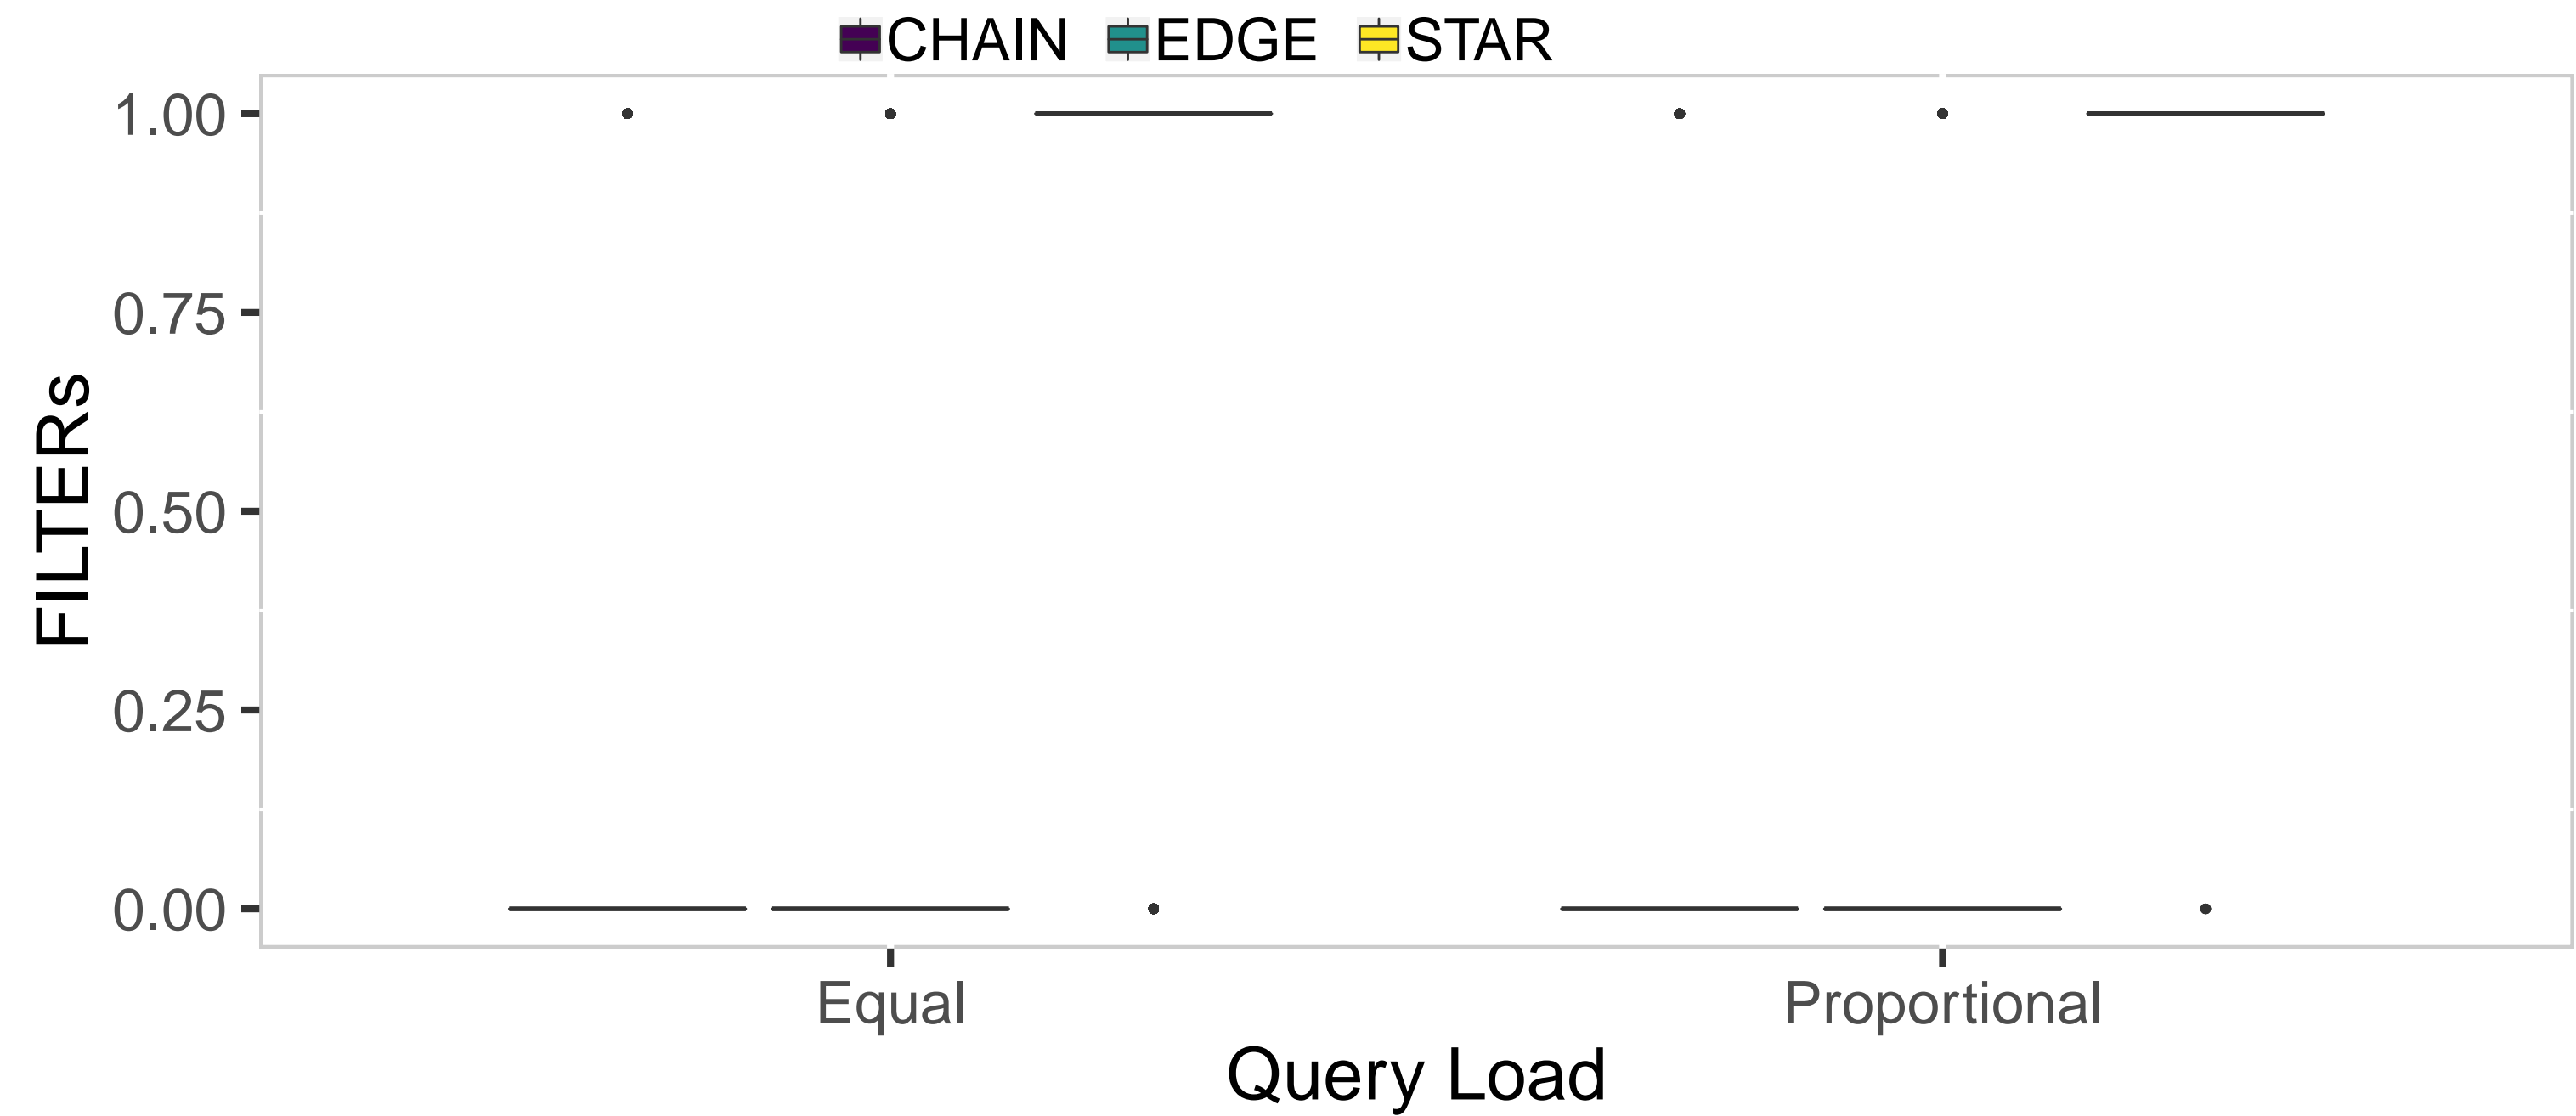 CHAIN EDGE STAR
1.00
0.75
0.50
0.25
0.00
FILTERs
Equal Proportional
Query Load